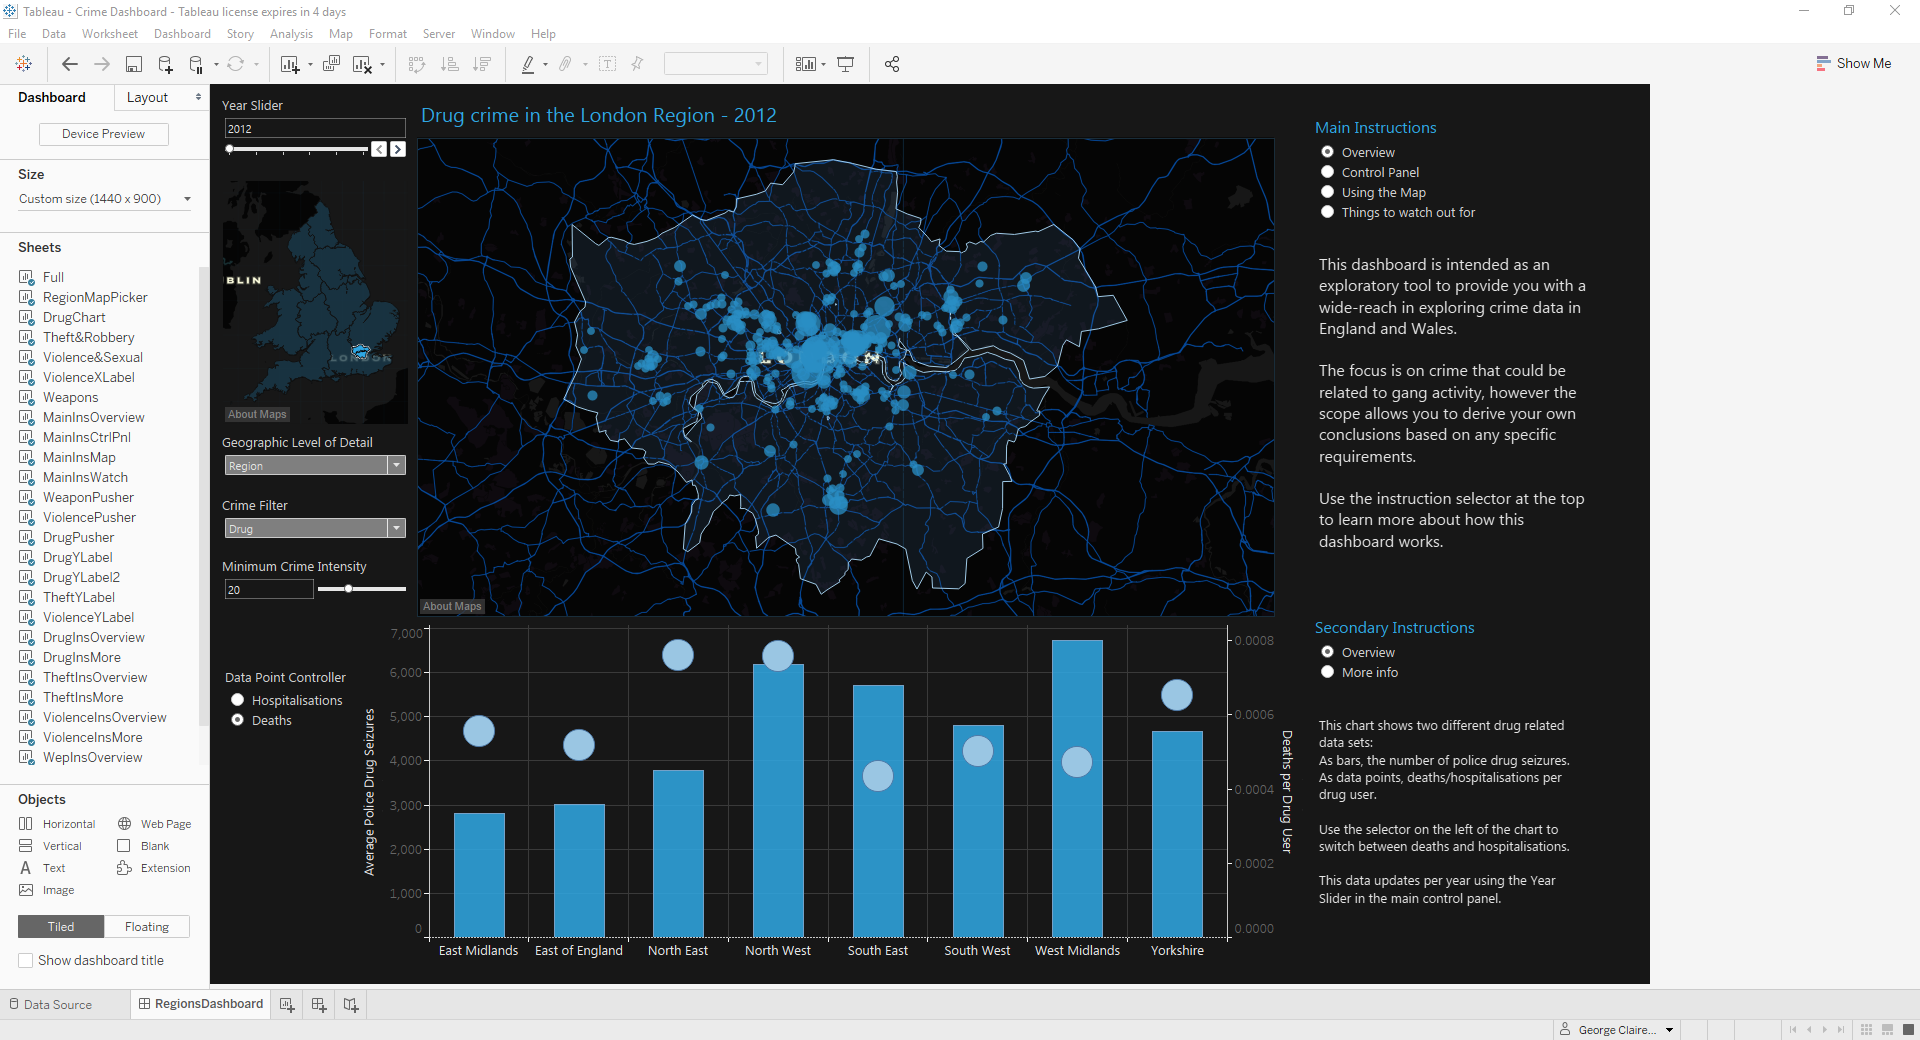 Tableau - Crime Dashboard - Tableau license expires in 4 days
File Data Worksheet Dashboard Story Analysis Map Format Server Window Help
Show Me
Dashboard Layout
Device Preview
Size
Custom size (1440 x 900)
Sheets
Full
RegionMapPicker
DrugChart
Theft&Robbery
Violence&Sexual
ViolenceXLabel
Weapons
MainInsOverview
MainInsCtrlPnl
MainInsMap
MainInsWatch
WeaponPusher
ViolencePusher
DrugPusher
DrugYLabel
DrugYLabel2
TheftYLabel
ViolenceYLabel
DrugInsOverview
DrugInsMore
TheftInsOverview
TheftInsMore
ViolenceInsOverview
ViolenceInsMore
WepInsOverview
Objects
Horizontal Web Page
Vertical Blank
Text Extension
Image
Tiled Floating
Show dashboard title
Year Slider
2012
BLIN
LONDON
About Maps
Geographic Level of Detail
Region
Crime Filter
Drug
Minimum Crime Intensity
20
Data Point Controller
Hospitalisations
Deaths
Drug crime in the London Region - 2012
About Maps
Average Police Drug Seizures
7,000
6,000
5,000
4,000
3,000
2,000
1,000
0
0.0008
0.0006
0.0004
0.0002
0.0000
Deaths per Drug User
East Midlands East of England North East North West South East South West West Midlands Yorkshire
Main Instructions
Overview
Control Panel
Using the Map
Things to watch out for
This dashboard is intended as an
exploratory tool to provide you with a
wide-reach in exploring crime data in
England and Wales.
The focus is on crime that could be
related to gang activity, however the
scope allows you to derive your own
conclusions based on any specific
requirements.
Use the instruction selector at the top
to learn more about how this
dashboard works.
Secondary Instructions
Overview
More info
This chart shows two different drug related
data sets:
As bars, the number of police drug seizures.
As data points, deaths/hospitalisations per
drug user.
Use the selector on the left of the chart to
switch between deaths and hospitalisations.
This data updates per year using the Year
Slider in the main control panel.
Data Source RegionsDashboard
George Claire...